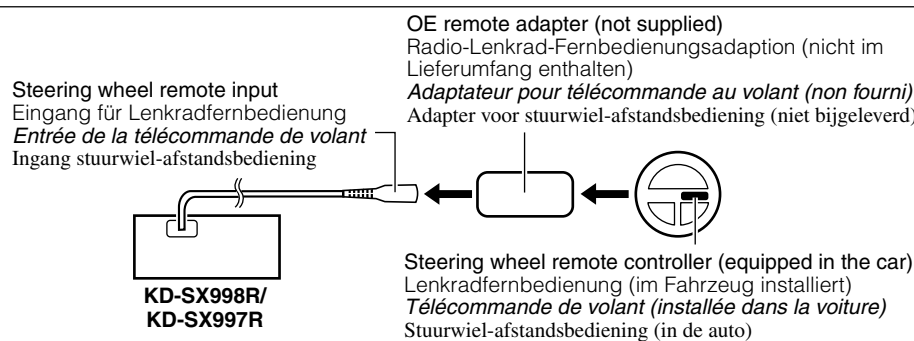 OE remote adapter (not supplied)
Radio-Lenkrad-Fernbedienungsadaption (nicht im
Lieferumfang enthalten)
Adaptateur pour télécommande au volant (non fourni)
Adapter voor stuurwiel-afstandsbediening (niet bijgeleverd)
Steering wheel remote input
Eingang für Lenkradfernbedienung
Entrée de la télécommande de volant
Ingang stuurwiel-afstandsbediening
KD-SX998R/
KD-SX997R
Steering wheel remote controller (equipped in the car)
Lenkradfernbedienung (im Fahrzeug installiert)
Télécommande de volant (installée dans la voiture)
Stuurwiel-afstandsbediening (in de auto)